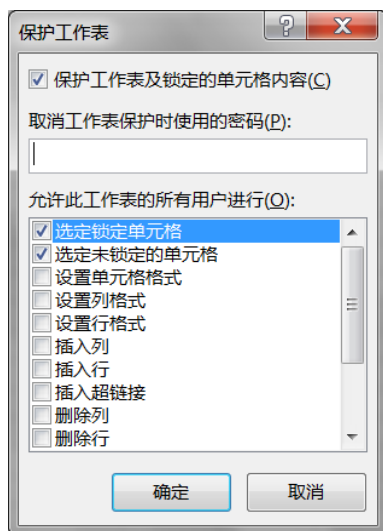 保护工作表
保护工作表及锁定的单元格内容(C)
取消工作表保护时使用的密码(P):
允许此工作表的所有用户进行(O):
选定锁定单元格
选定未锁定的单元格
设置单元格格式
设置列格式
设置行格式
插入列
插入行
插入超链接
删除列
删除行
确定 取消